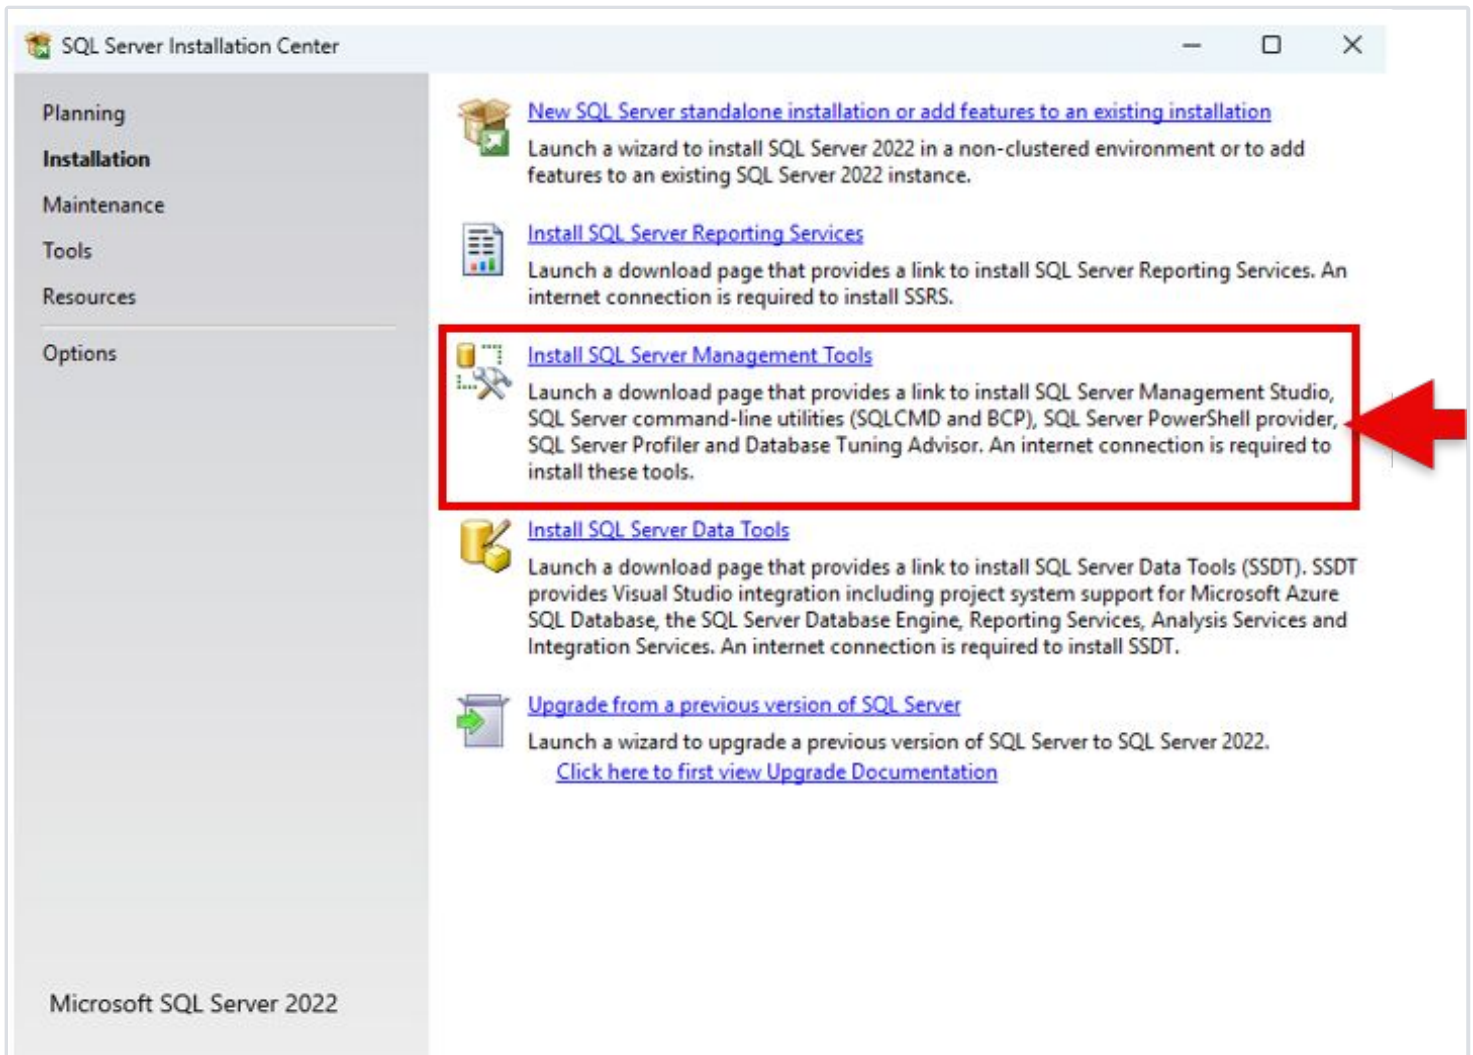 SQL Server Installation Center
Planning
Installation
Maintenance
Tools
Resources
Options
Microsoft SQL Server 2022
New SQL Server standalone installation or add features to an existing installation
Launch a wizard to install SQL Server 2022 in a non-clustered environment or to add
features to an existing SQL Server 2022 instance.
Install SQL Server Reporting Services
Launch a download page that provides a link to install SQL Server Reporting Services. An
internet connection is required to install SSRS.
Install SQL Server Management Tools
Launch a download page that provides a link to install SQL Server Management Studio,
SQL Server command-line utilities (SQLCMD and BCP), SQL Server PowerShell provider,
SQL Server Profiler and Database Tuning Advisor. An internet connection is required to
install these tools.
Install SQL Server Data Tools
Launch a download page that provides a link to install SQL Server Data Tools (SSDT). SSDT
provides Visual Studio integration including project system support for Microsoft Azure
SQL Database, the SQL Server Database Engine, Reporting Services, Analysis Services and
Integration Services. An internet connection is required to install SSDT.
Upgrade from a previous version of SQL Server
Launch a wizard to upgrade a previous version of SQL Server to SQL Server 2022.
Click here to first view Upgrade Documentation